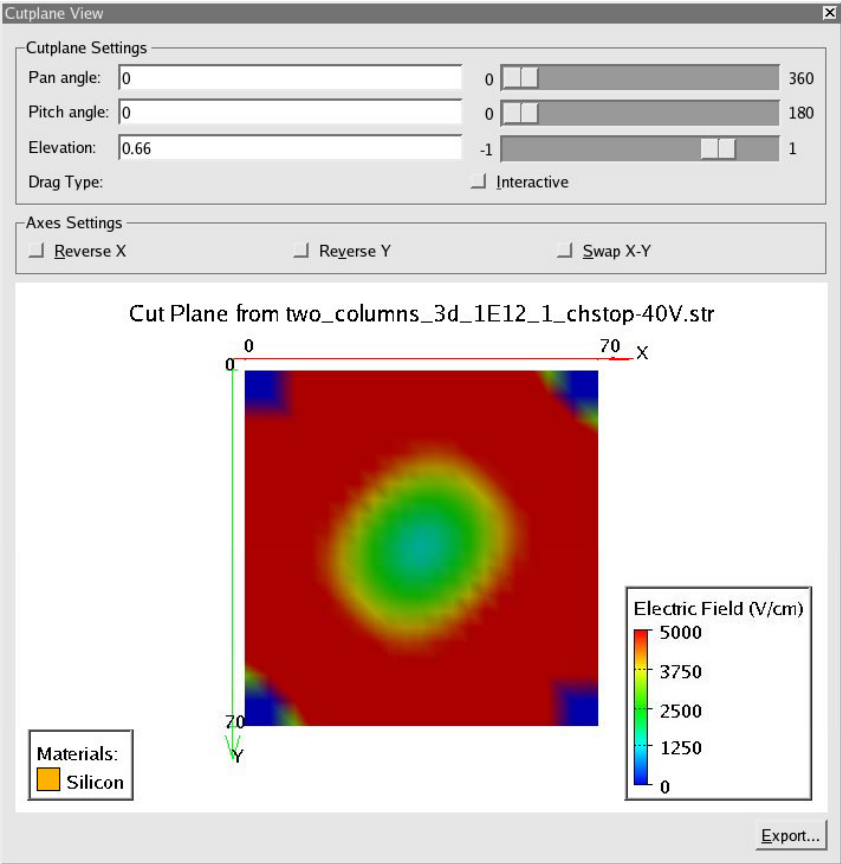 Cutplane View
Cutplane Settings
Pan angle: 0 0 360
Pitch angle: 0 0 180
Elevation: 0.66 -1 1
Drag Type: Interactive
Axes Settings
Reverse X Reverse Y Swap X-Y
Cut Plane from two_columns_3d_1E12_1_chstop-40V.str
0 70 X
0
70
Y
Materials:
Silicon
Electric Field (V/cm)
5000
3750
2500
1250
0
Export...